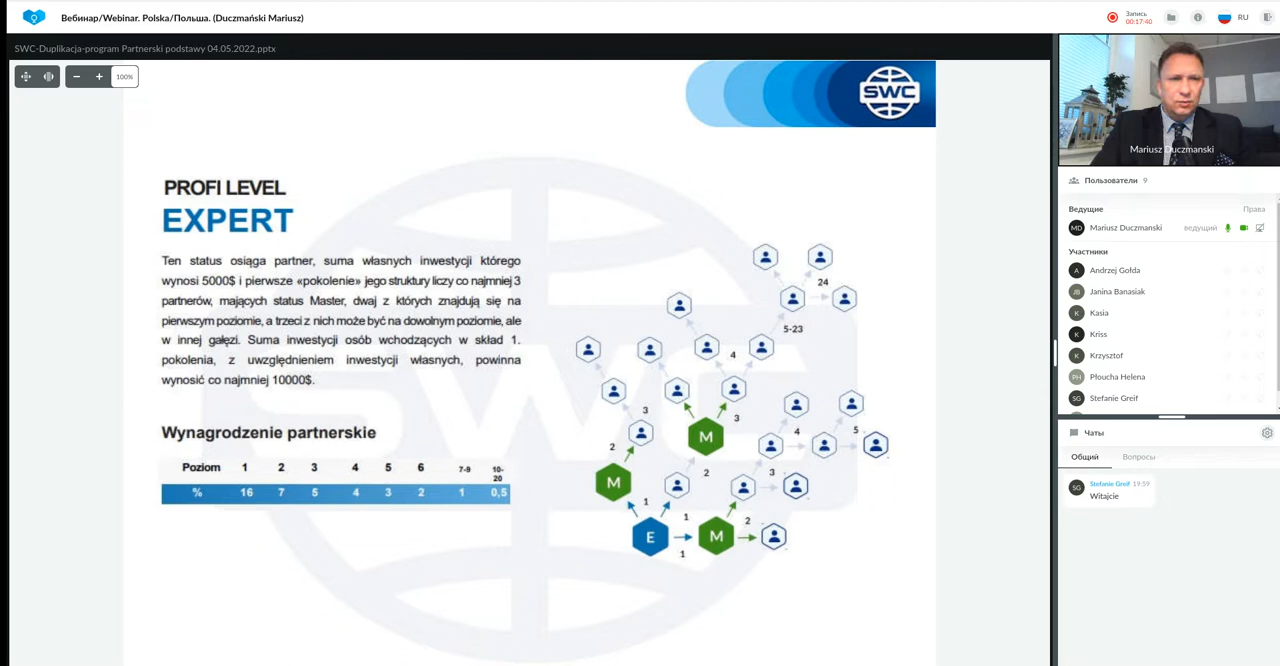 Вебинар/Webinar. Polska/Польша. (Duczmański Mariusz)
Запись
00:17:40
RU
SWC-Duplikacja-program Partnerski podstawy 04.05.2022.pptx
100%
SWC
PROFI LEVEL
EXPERT
Ten status osiąga partner, suma własnych inwestycji którego
wynosi 5000$ i pierwsze «pokolenie» jego struktury liczy co najmniej 3
partnerów, mających status Master, dwaj z których znajdują się na
pierwszym poziomie, a trzeci z nich może być na dowolnym poziomie, ale
w innej gałęzi. Suma inwestycji osób wchodzących w skład 1.
pokolenia, z uwzględnieniem inwestycji własnych, powinna
wynosić co najmniej 10000$.
Wynagrodzenie partnerskie
Poziom 1 2 3 4 5 6 7-9 10-20
% 16 7 5 4 3 2 1 0,5
24
5-23
4
3
3
4
5
2
M
M
2
3
1
1
2
E
M
1
SWC
Mariusz Duczmanski
Пользователи 9
Ведущие Права
MD Mariusz Duczmanski ведущий
Участники
A Andrzej Gołda
JB Janina Banasiak
K Kasia
K Kriss
K Krzysztof
PH Płoucha Helena
SG Stefanie Greif
Чаты
Общий Вопросы
SG Stefanie Greif 19:59
Witajcie